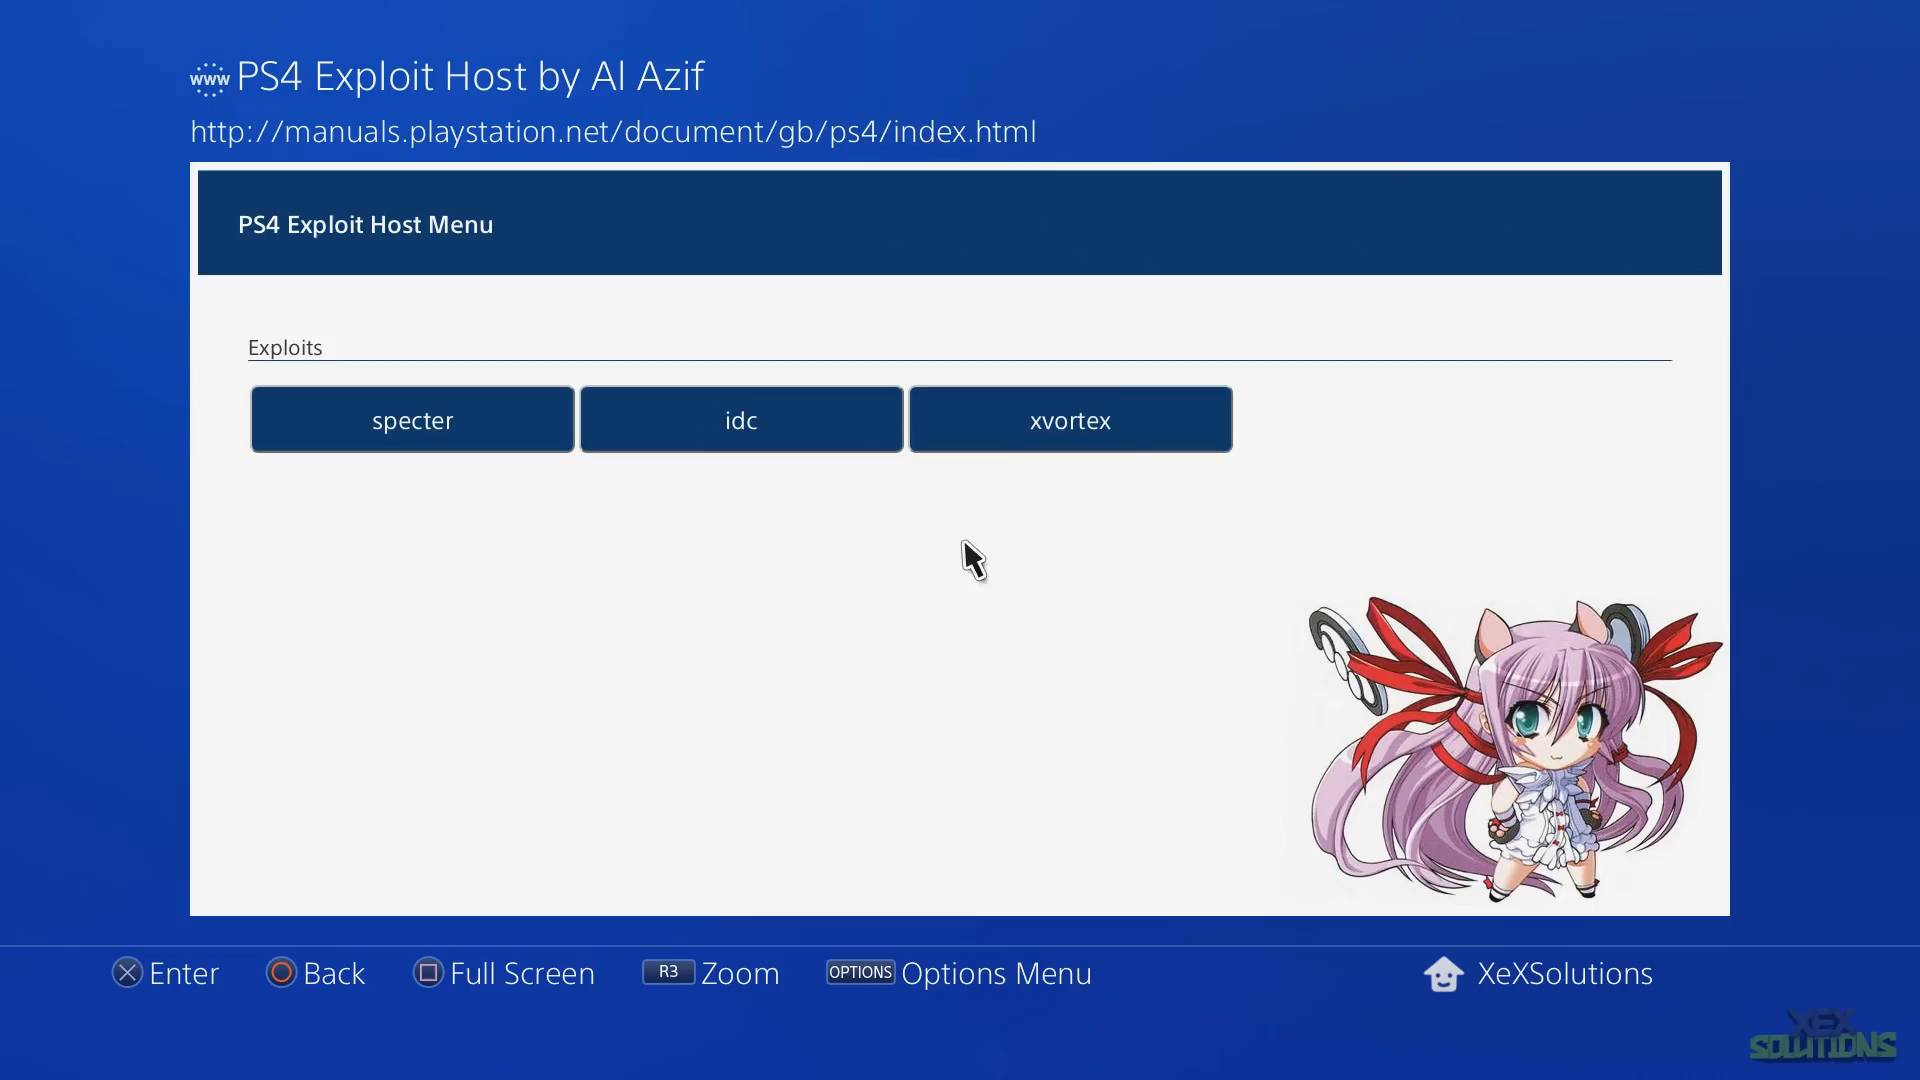 www PS4 Exploit Host by Al Azif
http://manuals.playstation.net/document/gb/ps4/index.html
PS4 Exploit Host Menu
Exploits
specter idc xvortex
Enter Back Full Screen R3 Zoom OPTIONS Options Menu XeXSolutions
XEX
SOLUTIONS